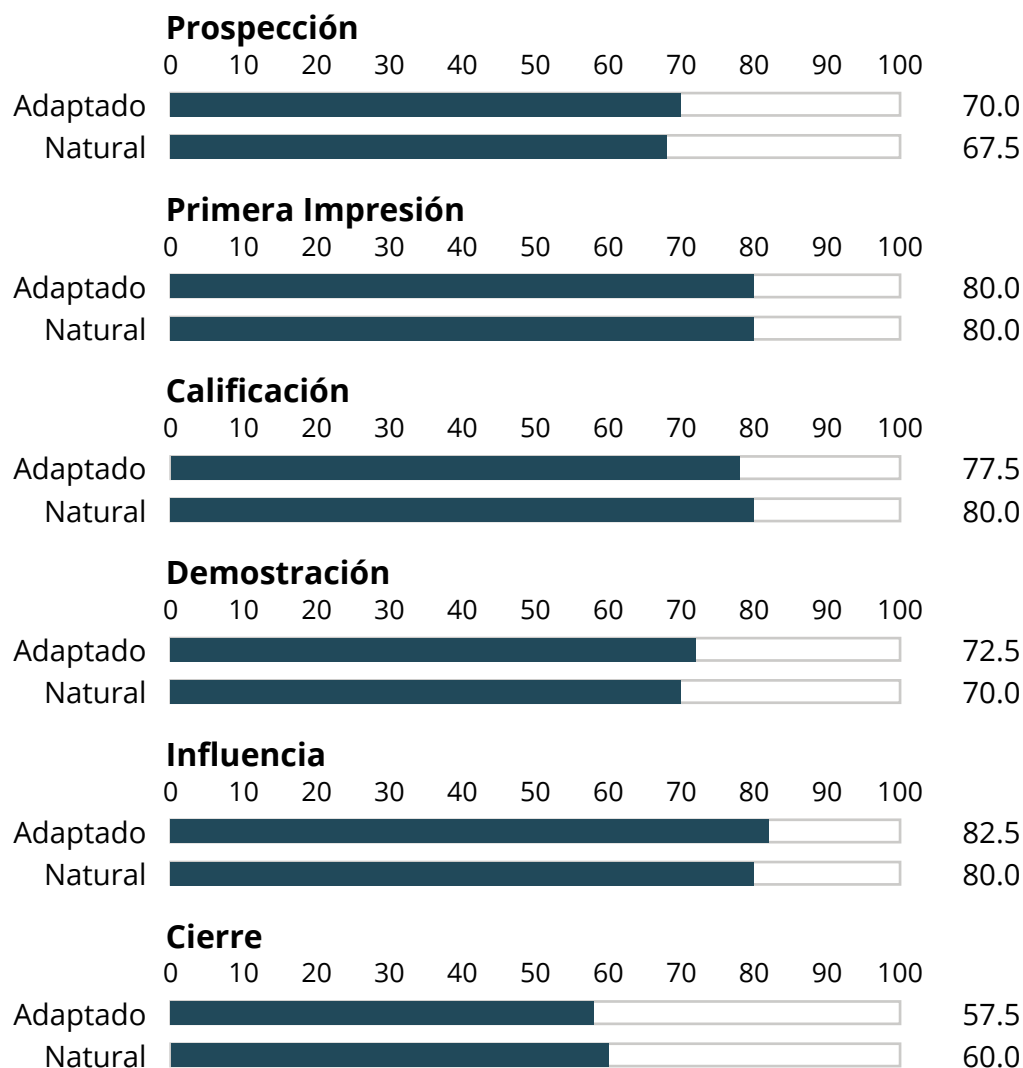 Prospección
0 10 20 30 40 50 60 70 80 90 100
Adaptado 70.0
Natural 67.5
Primera Impresión
0 10 20 30 40 50 60 70 80 90 100
Adaptado 80.0
Natural 80.0
Calificación
0 10 20 30 40 50 60 70 80 90 100
Adaptado 77.5
Natural 80.0
Demostración
0 10 20 30 40 50 60 70 80 90 100
Adaptado 72.5
Natural 70.0
Influencia
0 10 20 30 40 50 60 70 80 90 100
Adaptado 82.5
Natural 80.0
Cierre
0 10 20 30 40 50 60 70 80 90 100
Adaptado 57.5
Natural 60.0